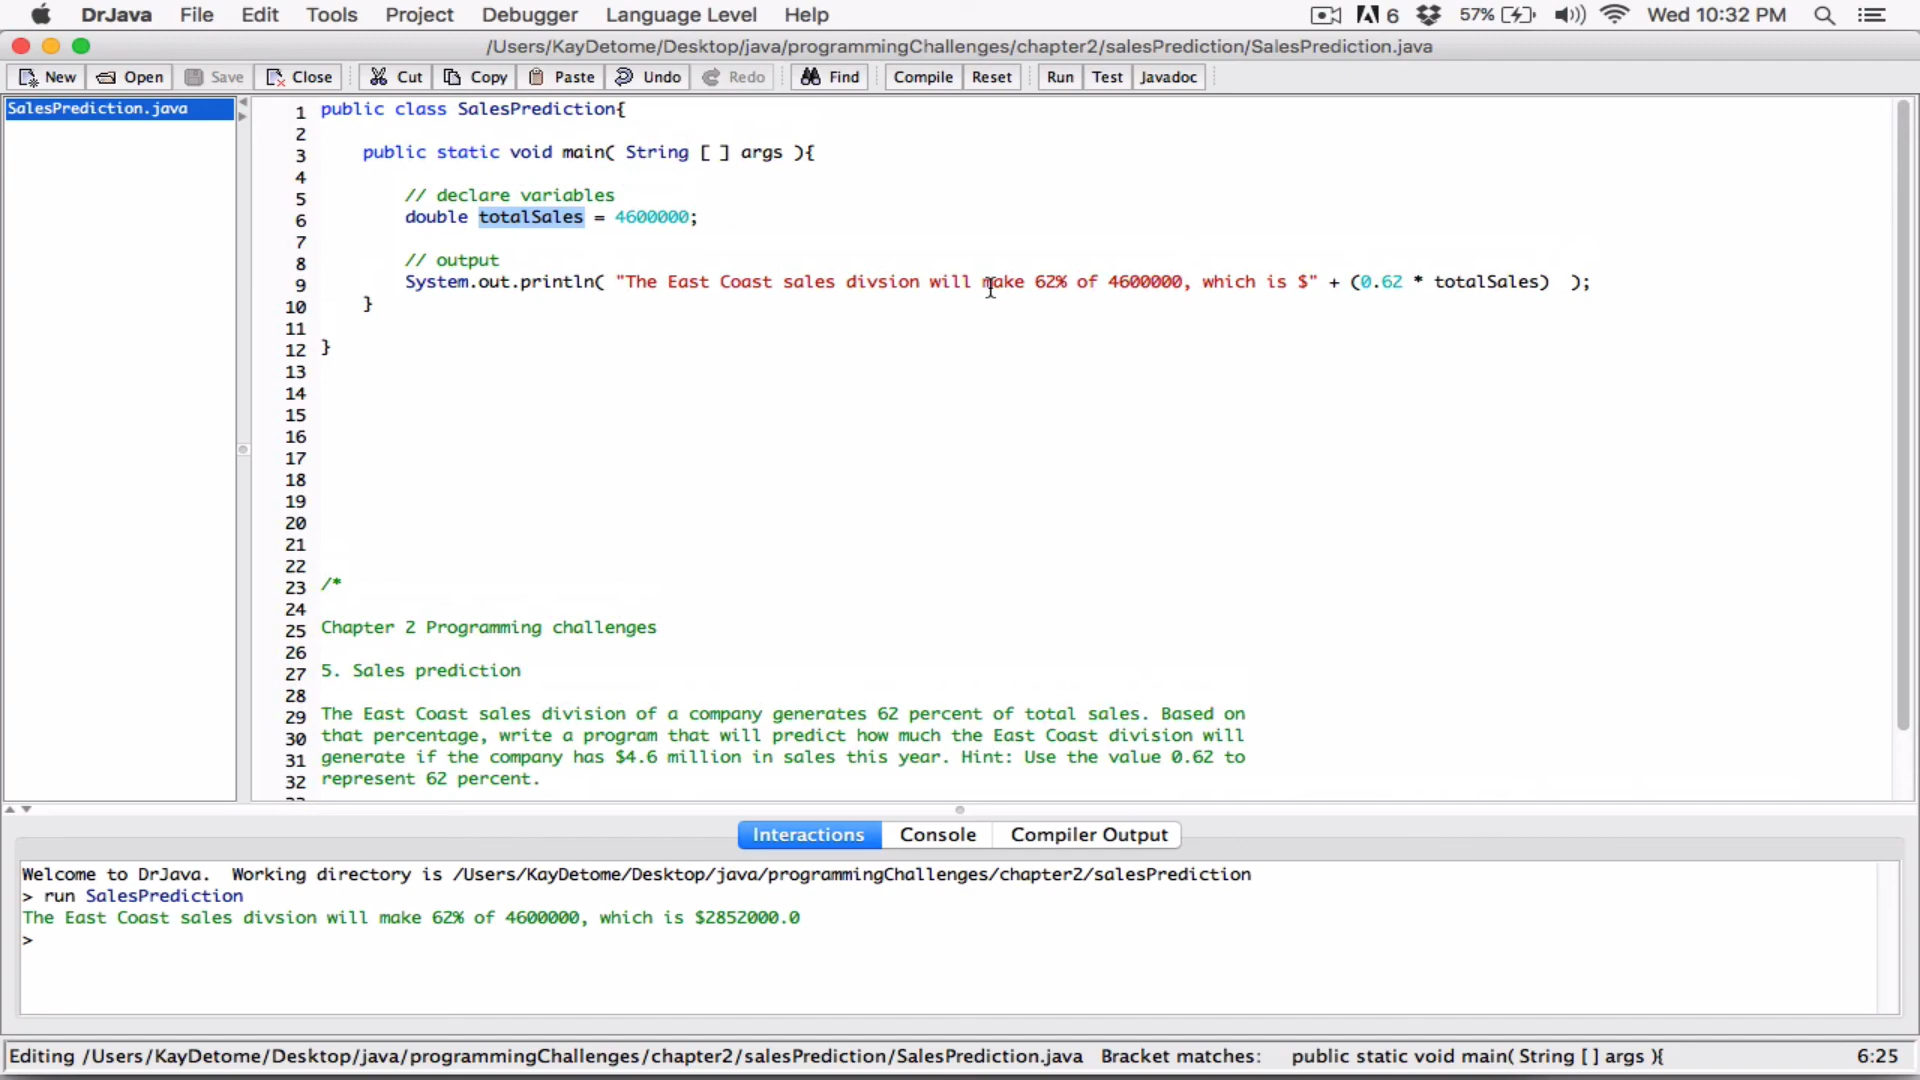 DrJava File Edit Tools Project Debugger Language Level Help 6 57% Wed 10:32 PM
/Users/KayDetome/Desktop/java/programmingChallenges/chapter2/salesPrediction/SalesPrediction.java
New Open Save Close Cut Copy Paste Undo Redo Find Compile Reset Run Test Javadoc
SalesPrediction.java
1 public class SalesPrediction{
2
3 public static void main( String [ ] args ){
4
5 // declare variables
6 double totalSales = 4600000;
7
8 // output
9 System.out.println( "The East Coast sales divsion will make 62% of 4600000, which is $" + (0.62 * totalSales) );
10 }
11
12 }
13
14
15
16
17
18
19
20
21
22
23 /*
24
25 Chapter 2 Programming challenges
26
27 5. Sales prediction
28
29 The East Coast sales division of a company generates 62 percent of total sales. Based on
30 that percentage, write a program that will predict how much the East Coast division will
31 generate if the company has $4.6 million in sales this year. Hint: Use the value 0.62 to
32 represent 62 percent.
Interactions Console Compiler Output
Welcome to DrJava. Working directory is /Users/KayDetome/Desktop/java/programmingChallenges/chapter2/salesPrediction
> run SalesPrediction
The East Coast sales divsion will make 62% of 4600000, which is $2852000.0
>
Editing /Users/KayDetome/Desktop/java/programmingChallenges/chapter2/salesPrediction/SalesPrediction.java Bracket matches: public static void main( String [ ] args ){ 6:25